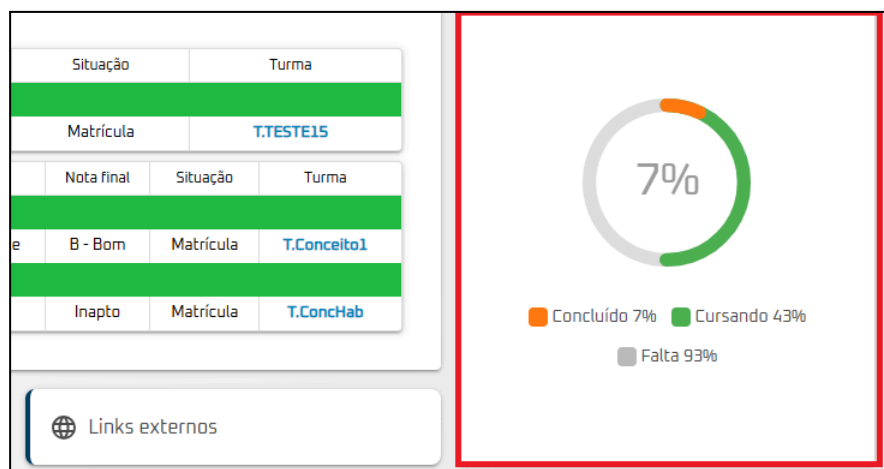 Situação Turma
Matrícula T.TESTE15
Nota final Situação Turma
e B - Bom Matrícula T.Conceito1
Inapto Matrícula T.ConcHab
Links externos
7%
Concluído 7% Cursando 43%
Falta 93%